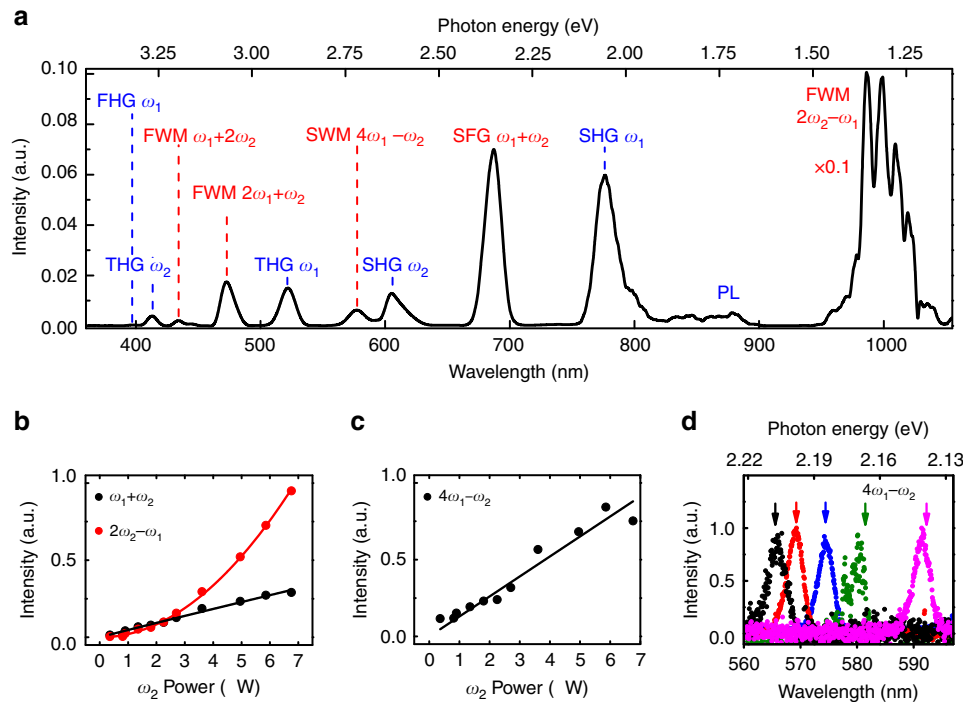 a
Photon energy (eV)
3.25 3.00 2.75 2.50 2.25 2.00 1.75 1.50 1.25
0.10
0.08
0.06
0.04
0.02
0.00
Intensity (a.u.)
FHG ω₁
FWM ω₁+2ω₂
FWM 2ω₁+ω₂
THG ω₂
THG ω₁
SWM 4ω₁−ω₂
SHG ω₂
SFG ω₁+ω₂
SHG ω₁
PL
FWM
2ω₂−ω₁
×0.1
400 500 600 700 800 900 1000
Wavelength (nm)
b
1.0
0.5
0.0
Intensity (a.u.)
ω₁+ω₂
2ω₂−ω₁
0 1 2 3 4 5 6 7
ω₂ Power ( W)
c
1.0
0.5
0.0
Intensity (a.u.)
4ω₁−ω₂
0 1 2 3 4 5 6 7
ω₂ Power ( W)
d
Photon energy (eV)
2.22 2.19 2.16 2.13
4ω₁−ω₂
1.0
0.5
0.0
Intensity (a.u.)
560 570 580 590
Wavelength (nm)